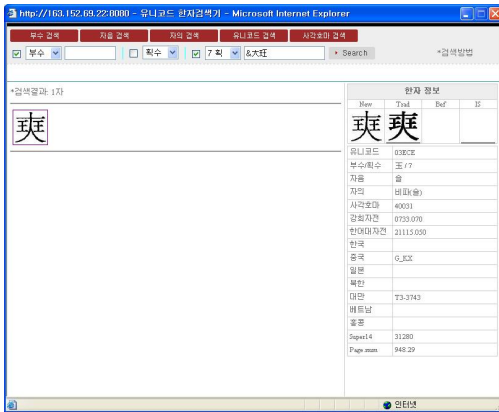 http://163.152.69.22:8080 - 유니코드 한자검색기 - Microsoft Internet Explorer
부수 검색 자음 검색 자의 검색 유니코드 검색 사각호마 검색
부수 획수 7 획 &大玨 Search *검색방법
*검색결과: 1자
한자 정보
New Trad Ref IS
유니코드 03ECE
부수/획수 玉 / 7
자음 슬
자의 비파(슬)
사각호마 40031
강희자전 0733.070
한어대자전 21115.050
한국
중국 G_KX
일본
북한
대만 T3-3743
베트남
홍콩
Super14 31280
Page num 948.29
인터넷